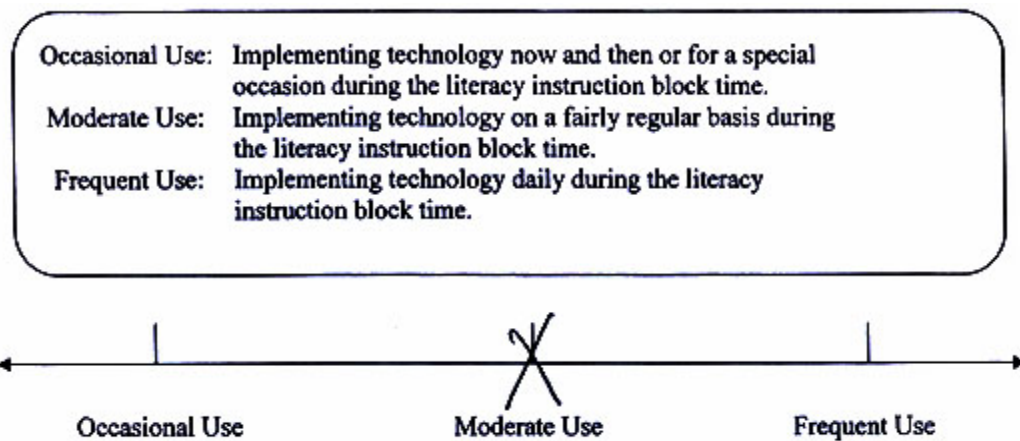 Occasional Use: Implementing technology now and then or for a special
occasion during the literacy instruction block time.
Moderate Use: Implementing technology on a fairly regular basis during
the literacy instruction block time.
Frequent Use: Implementing technology daily during the literacy
instruction block time.
Occasional Use Moderate Use Frequent Use